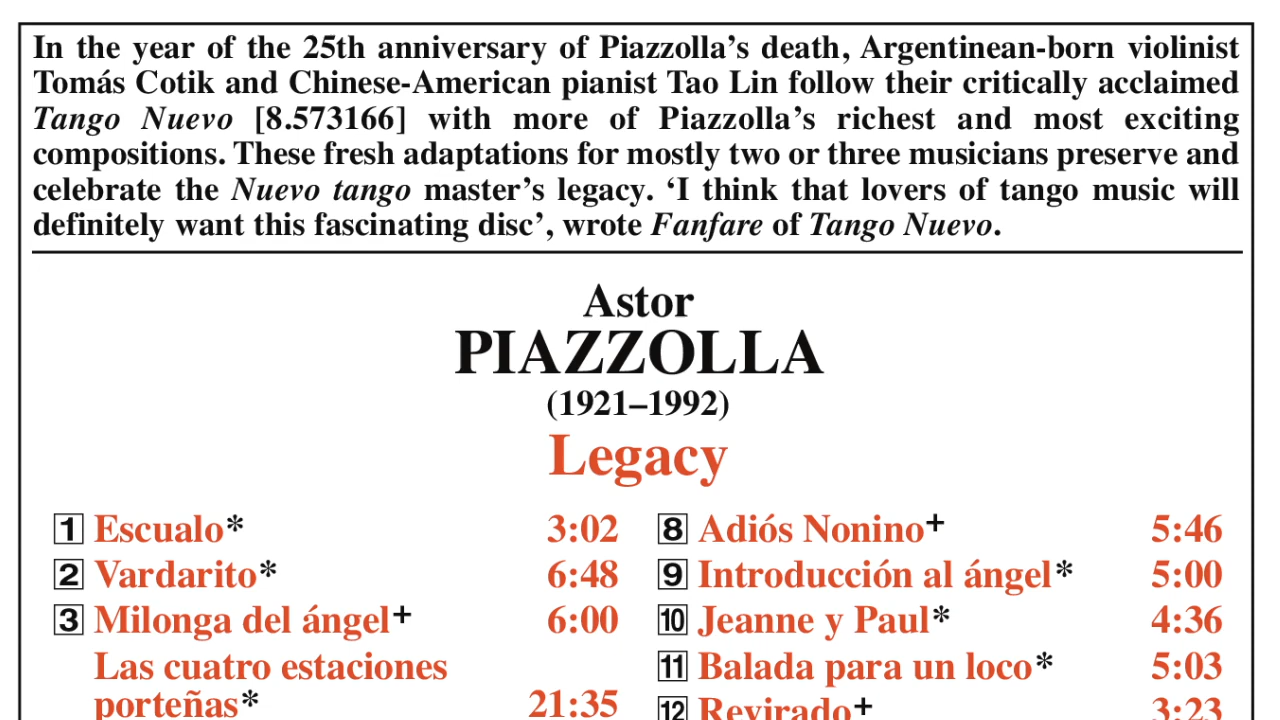 In the year of the 25th anniversary of Piazzolla’s death, Argentinean-born violinist
Tomás Cotik and Chinese-American pianist Tao Lin follow their critically acclaimed
Tango Nuevo [8.573166] with more of Piazzolla’s richest and most exciting
compositions. These fresh adaptations for mostly two or three musicians preserve and
celebrate the Nuevo tango master’s legacy. ‘I think that lovers of tango music will
definitely want this fascinating disc’, wrote Fanfare of Tango Nuevo.
Astor
PIAZZOLLA
(1921–1992)
Legacy
1 Escualo* 3:02
2 Vardarito* 6:48
3 Milonga del ángel+ 6:00
Las cuatro estaciones
porteñas* 21:35
8 Adiós Nonino+ 5:46
9 Introducción al ángel* 5:00
10 Jeanne y Paul* 4:36
11 Balada para un loco* 5:03
12 Revirado+ 3:23